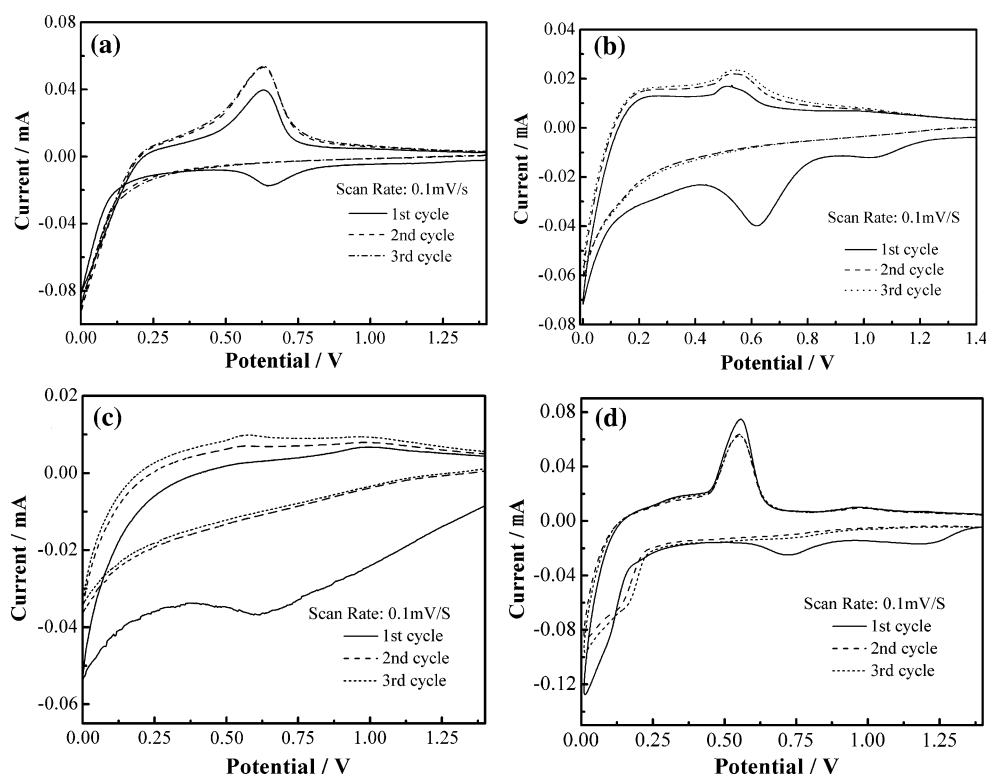 (a)
0.08
0.04
0.00
-0.04
-0.08
Current / mA
Scan Rate: 0.1mV/s
1st cycle
2nd cycle
3rd cycle
0.00 0.25 0.50 0.75 1.00 1.25
Potential / V
(b)
0.04
0.02
0.00
-0.02
-0.04
-0.06
-0.08
Current / mA
Scan Rate: 0.1mV/S
1st cycle
2nd cycle
3rd cycle
0.0 0.2 0.4 0.6 0.8 1.0 1.2 1.4
Potential / V
(c)
0.02
0.00
-0.02
-0.04
-0.06
Current / mA
Scan Rate: 0.1mV/S
1st cycle
2nd cycle
3rd cycle
0.00 0.25 0.50 0.75 1.00 1.25
Potential / V
(d)
0.08
0.04
0.00
-0.04
-0.08
-0.12
Current / mA
Scan Rate: 0.1mV/S
1st cycle
2nd cycle
3rd cycle
0.00 0.25 0.50 0.75 1.00 1.25
Potential / V